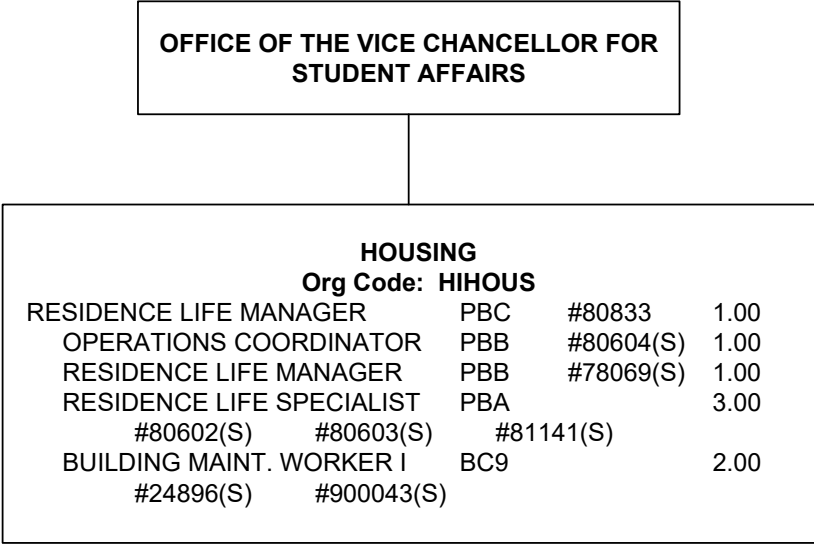 OFFICE OF THE VICE CHANCELLOR FOR
STUDENT AFFAIRS
HOUSING
Org Code: HIHOUS
RESIDENCE LIFE MANAGER PBC #80833 1.00
OPERATIONS COORDINATOR PBB #80604(S) 1.00
RESIDENCE LIFE MANAGER PBB #78069(S) 1.00
RESIDENCE LIFE SPECIALIST PBA 3.00
#80602(S) #80603(S) #81141(S)
BUILDING MAINT. WORKER I BC9 2.00
#24896(S) #900043(S)